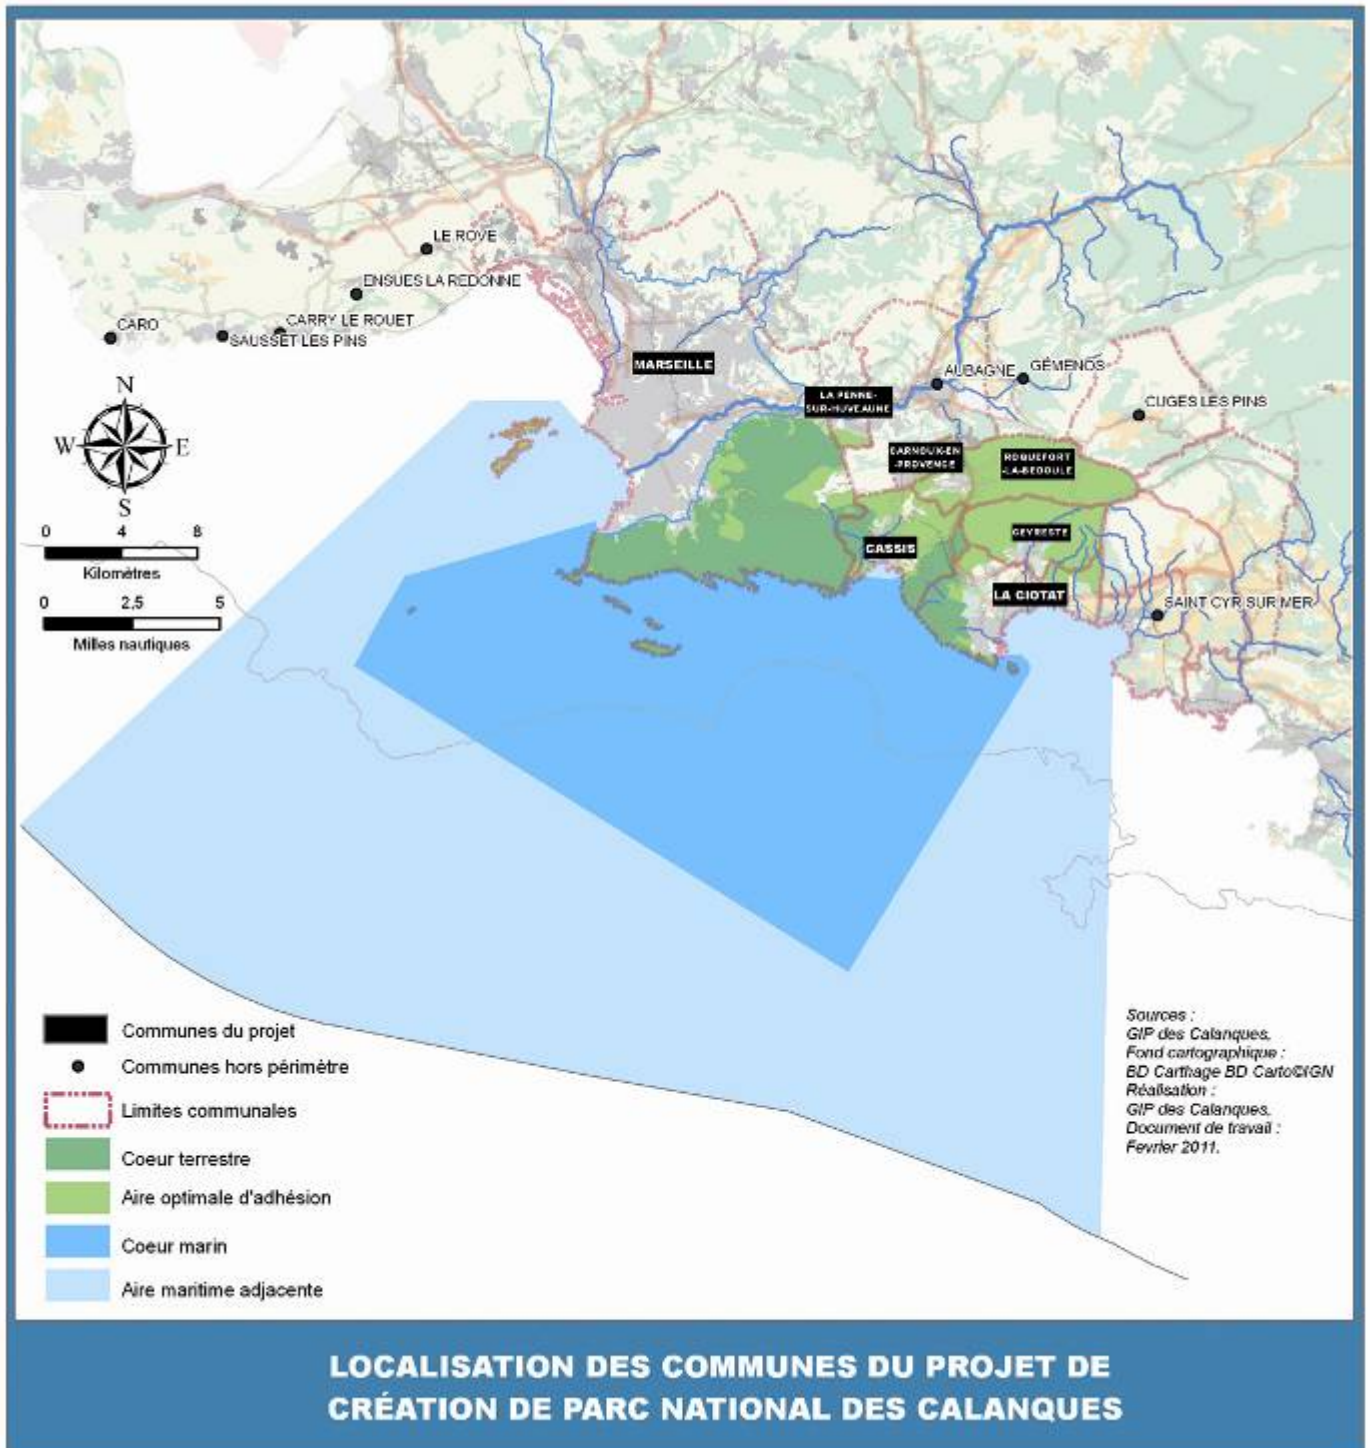 LE ROVE
ENSUES LA REDONNE
CARRY LE ROUET
CARO
SAUSSET LES PINS
MARSEILLE
AUBAGNE
GÉMENOS
LA PENNE-
SUR-HUVEAUNE
CUGES LES PINS
CARNOUX-EN
-PROVENCE
ROQUEFORT
-LA-BEDOULE
CEYRESTE
CASSIS
LA CIOTAT
SAINT CYR SUR MER
N
W
E
S
0 4 8
Kilomètres
0 2,5 5
Milles nautiques
Communes du projet
Communes hors périmètre
Limites communales
Coeur terrestre
Aire optimale d'adhésion
Coeur marin
Aire maritime adjacente
Sources :
GIP des Calanques,
Fond cartographique :
BD Carthage BD Carto©IGN
Réalisation :
GIP des Calanques,
Document de travail :
Fevrier 2011.
LOCALISATION DES COMMUNES DU PROJET DE
CRÉATION DE PARC NATIONAL DES CALANQUES